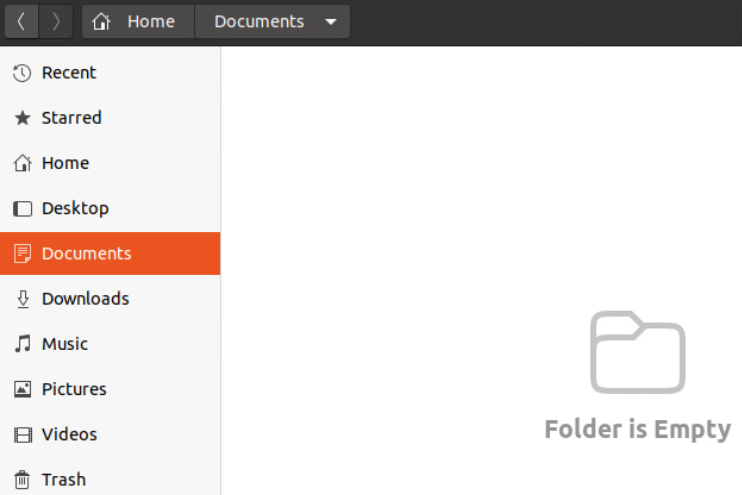 Home Documents
Recent
Starred
Home
Desktop
Documents
Downloads
Music
Pictures
Videos
Trash
Folder is Empty